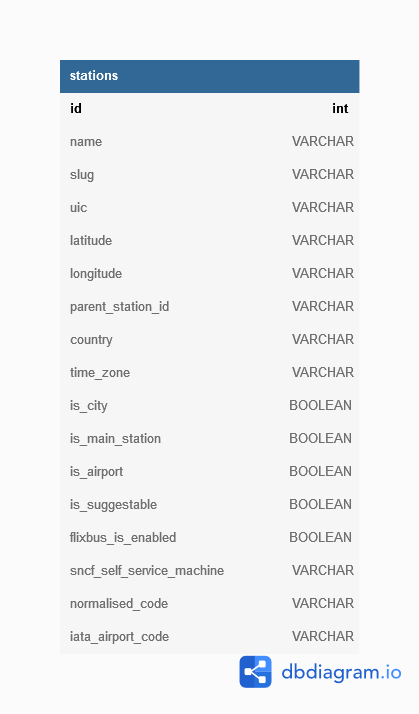 stations
id int
name VARCHAR
slug VARCHAR
uic VARCHAR
latitude VARCHAR
longitude VARCHAR
parent_station_id VARCHAR
country VARCHAR
time_zone VARCHAR
is_city BOOLEAN
is_main_station BOOLEAN
is_airport BOOLEAN
is_suggestable BOOLEAN
flixbus_is_enabled BOOLEAN
sncf_self_service_machine VARCHAR
normalised_code VARCHAR
iata_airport_code VARCHAR
dbdiagram.io